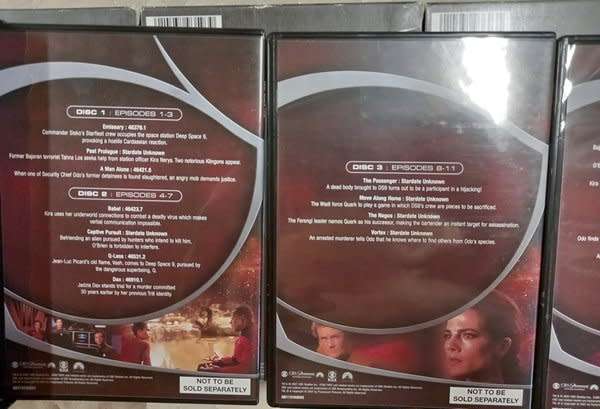 DISC 1 : EPISODES 1-3
Emissary : 46379.1
Commander Sisko's Starfleet crew occupies the space station Deep Space 9,
provoking a hostile Cardassian reaction.
Past Prologue : Stardate Unknown
Former Bajoran terrorist Tahna Los seeks help from station officer Kira Nerys. Two notorious Klingons appear.
A Man Alone : 46421.5
When one of Security Chief Odo's former detainees is found slaughtered, an angry mob demands justice.
DISC 2 : EPISODES 4-7
Babel : 46423.7
Kira uses her underworld connections to combat a deadly virus which makes
verbal communication impossible.
Captive Pursuit : Stardate Unknown
Befriending an alien pursued by hunters who intend to kill him,
O'Brien is forbidden to interfere.
Q-Less : 46531.2
Jean-Luc Picard's old flame, Vash, comes to Deep Space 9, pursued by
the dangerous superbeing, Q.
Dax : 46910.1
Jadzia Dax stands trial for a murder committed
30 years earlier by her previous Trill identity.
NOT TO BE
SOLD SEPARATELY
DISC 3 : EPISODES 8-11
The Passenger : Stardate Unknown
A dead body brought to DS9 turns out to be a participant in a hijacking!
Move Along Home : Stardate Unknown
The Wadi force Quark to play a game in which DS9's crew are pieces to be sacrificed.
The Nagus : Stardate Unknown
The Ferengi leader names Quark as his successor, making the bartender an instant target for assassination.
Vortex : Stardate Unknown
An arrested murderer tells Odo that he knows where to find others from Odo's species.
NOT TO BE
SOLD SEPARATELY
Odo finds